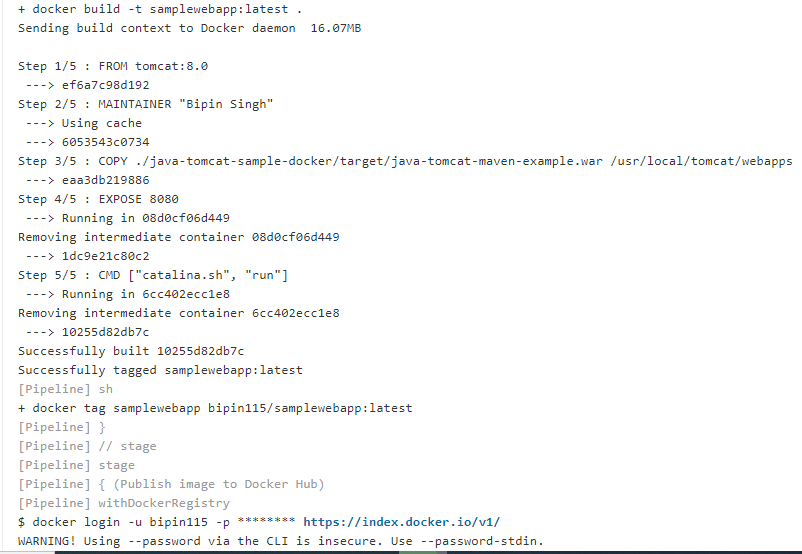 + docker build -t samplewebapp:latest .
Sending build context to Docker daemon  16.07MB
Step 1/5 : FROM tomcat:8.0
 ---> ef6a7c98d192
Step 2/5 : MAINTAINER "Bipin Singh"
 ---> Using cache
 ---> 6053543c0734
Step 3/5 : COPY ./java-tomcat-sample-docker/target/java-tomcat-maven-example.war /usr/local/tomcat/webapps
 ---> eaa3db219886
Step 4/5 : EXPOSE 8080
 ---> Running in 08d0cf06d449
Removing intermediate container 08d0cf06d449
 ---> 1dc9e21c80c2
Step 5/5 : CMD ["catalina.sh", "run"]
 ---> Running in 6cc402ecc1e8
Removing intermediate container 6cc402ecc1e8
 ---> 10255d82db7c
Successfully built 10255d82db7c
Successfully tagged samplewebapp:latest
[Pipeline] sh
+ docker tag samplewebapp bipin115/samplewebapp:latest
[Pipeline] }
[Pipeline] // stage
[Pipeline] stage
[Pipeline] { (Publish image to Docker Hub)
[Pipeline] withDockerRegistry
$ docker login -u bipin115 -p ******** https://index.docker.io/v1/
WARNING! Using --password via the CLI is insecure. Use --password-stdin.